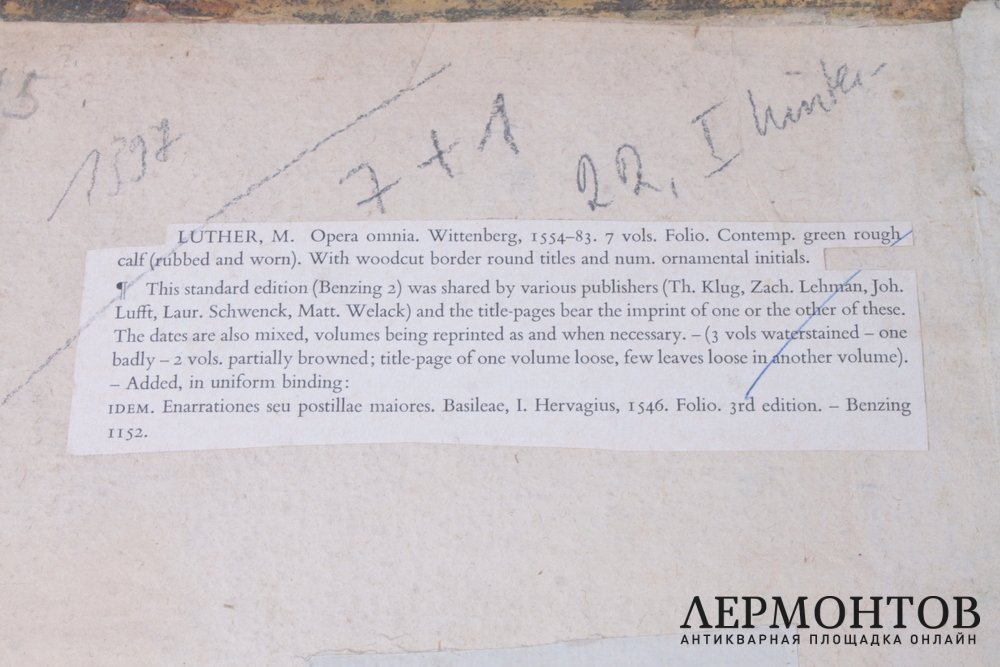 1597
7 + 1
22, I
LUTHER, M. Opera omnia. Wittenberg, 1554–83. 7 vols. Folio. Contemp. green rough
calf (rubbed and worn). With woodcut border round titles and num. ornamental initials.
¶ This standard edition (Benzing 2) was shared by various publishers (Th. Klug, Zach. Lehman, Joh.
Lufft, Laur. Schwenck, Matt. Welack) and the title-pages bear the imprint of one or the other of these.
The dates are also mixed, volumes being reprinted as and when necessary. – (3 vols waterstained – one
badly – 2 vols. partially browned; title-page of one volume loose, few leaves loose in another volume).
– Added, in uniform binding:
IDEM. Enarrationes seu postillae maiores. Basileae, I. Hervagius, 1546. Folio. 3rd edition. – Benzing
1152.
ЛЕРМОНТОВ
АНТИКВАРНАЯ ПЛОЩАДКА ОНЛАЙН